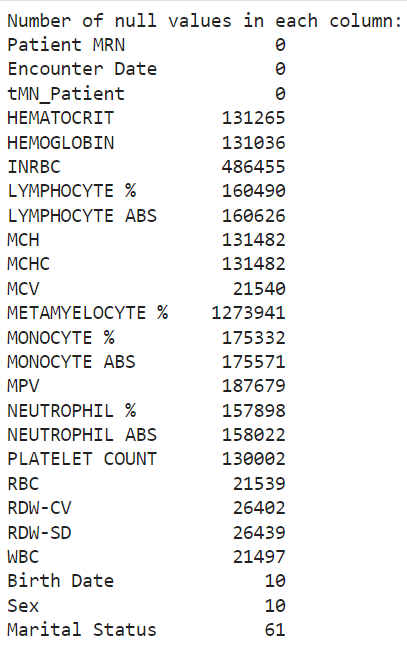 Number of null values in each column:
Patient MRN 0
Encounter Date 0
tMN_Patient 0
HEMATOCRIT 131265
HEMOGLOBIN 131036
INRBC 486455
LYMPHOCYTE % 160490
LYMPHOCYTE ABS 160626
MCH 131482
MCHC 131482
MCV 21540
METAMYELOCYTE % 1273941
MONOCYTE % 175332
MONOCYTE ABS 175571
MPV 187679
NEUTROPHIL % 157898
NEUTROPHIL ABS 158022
PLATELET COUNT 130002
RBC 21539
RDW-CV 26402
RDW-SD 26439
WBC 21497
Birth Date 10
Sex 10
Marital Status 61